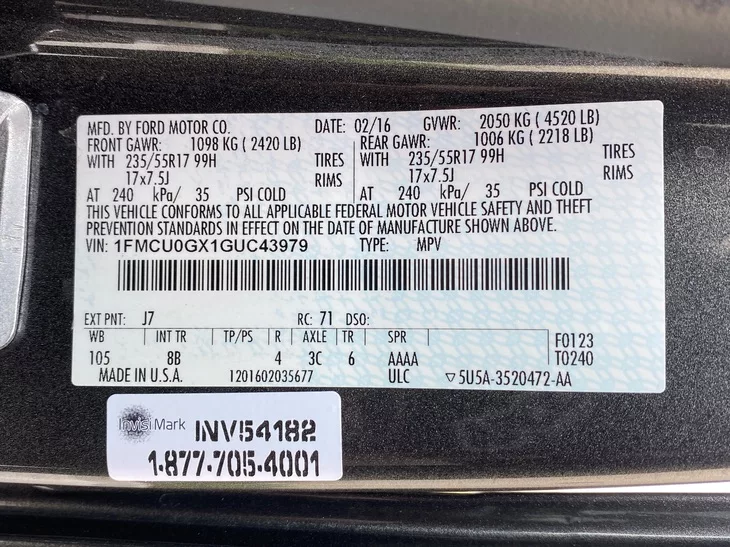 MFD. BY FORD MOTOR CO. DATE: 02/16 GVWR: 2050 KG ( 4520 LB)
FRONT GAWR: 1098 KG ( 2420 LB) REAR GAWR: 1006 KG ( 2218 LB)
WITH 235/55R17 99H TIRES WITH 235/55R17 99H TIRES
17x7.5J RIMS 17x7.5J RIMS
AT 240 kPa/ 35 PSI COLD AT 240 kPa/ 35 PSI COLD
THIS VEHICLE CONFORMS TO ALL APPLICABLE FEDERAL MOTOR VEHICLE SAFETY AND THEFT
PREVENTION STANDARDS IN EFFECT ON THE DATE OF MANUFACTURE SHOWN ABOVE.
VIN: 1FMCU0GX1GUC43979 TYPE: MPV
EXT PNT: J7 RC: 71 DSO:
WB INT TR TP/PS R AXLE TR SPR F0123
105 8B 4 3C 6 AAAA T0240
MADE IN U.S.A. 1201602035677 ULC ▽5U5A-3520472-AA
InvisiMark INV54182
1-877-705-4001